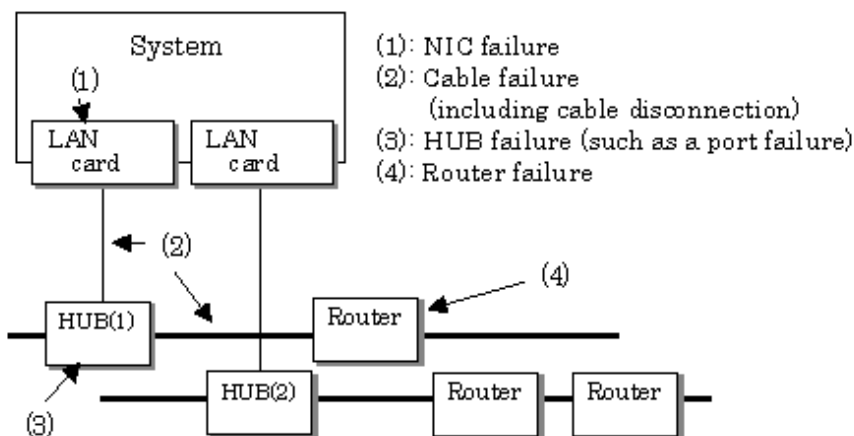 System
(1): NIC failure
(2): Cable failure
(including cable disconnection)
(3): HUB failure (such as a port failure)
(4): Router failure
(1)
LAN
card
LAN
card
(2)
(4)
HUB(1)
Router
(3)
HUB(2)
Router
Router